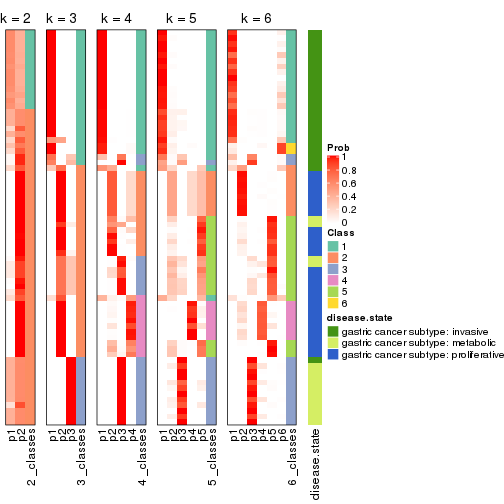 k = 2
k = 3
k = 4
k = 5
k = 6
Prob
1
0.8
0.6
0.4
0.2
0
Class
1
2
3
4
5
6
disease.state
gastric cancer subtype: invasive
gastric cancer subtype: metabolic
gastric cancer subtype: proliferative
p1
p2
2_classes
p1
p2
p3
3_classes
p1
p2
p3
p4
4_classes
p1
p2
p3
p4
p5
5_classes
p1
p2
p3
p4
p5
p6
6_classes
disease.state